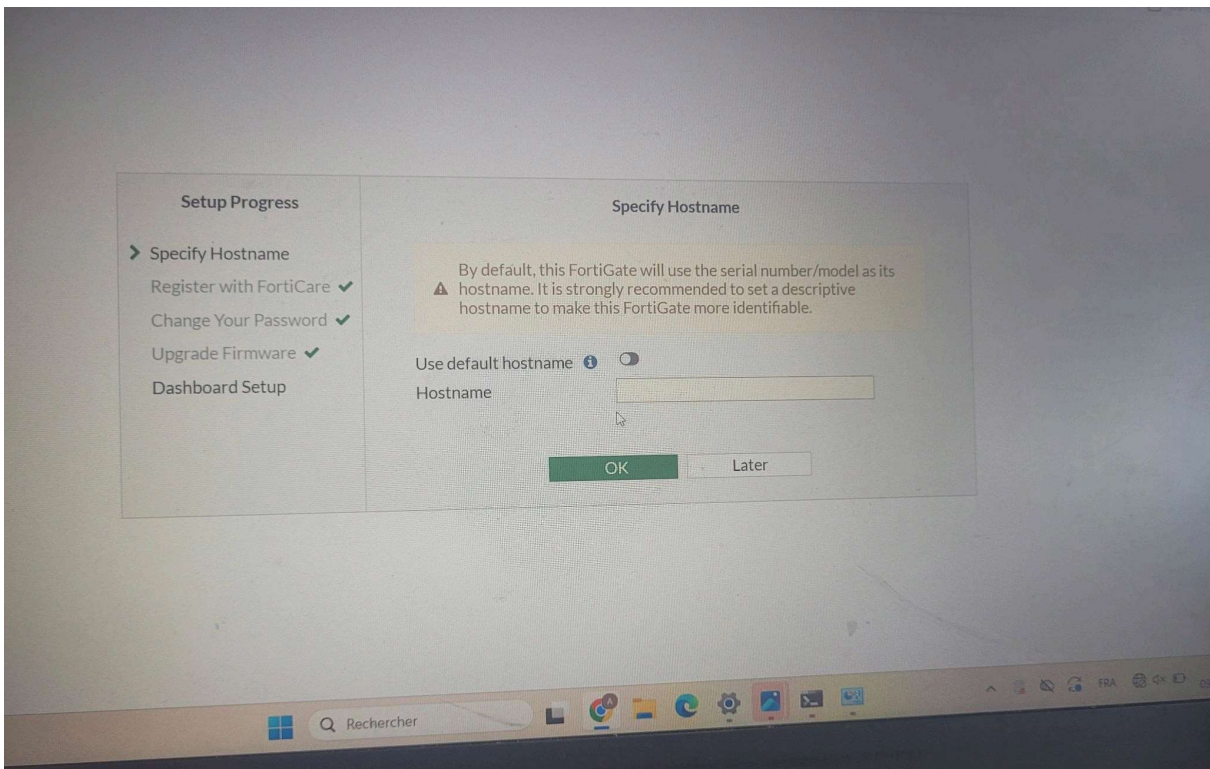 Setup Progress
Specify Hostname
Register with FortiCare
Change Your Password
Upgrade Firmware
Dashboard Setup
Specify Hostname
By default, this FortiGate will use the serial number/model as its
hostname. It is strongly recommended to set a descriptive
hostname to make this FortiGate more identifiable.
Use default hostname
Hostname
OK
Later
Rechercher
A
FRA